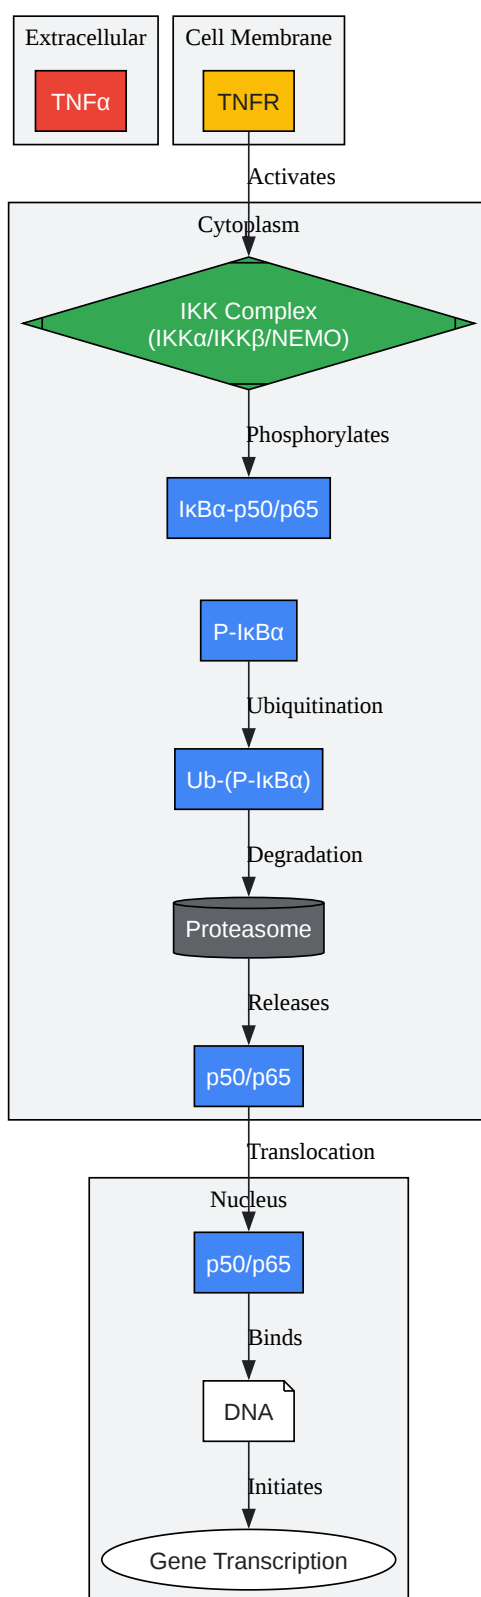 Extracellular
Cell Membrane
TNFα
TNFR
Activates
Cytoplasm
IKK Complex
(IKKα/IKKβ/NEMO)
Phosphorylates
IκBα-p50/p65
P-IκBα
Ubiquitination
Ub-(P-IκBα)
Degradation
Proteasome
Releases
p50/p65
Translocation
Nucleus
p50/p65
Binds
DNA
Initiates
Gene Transcription